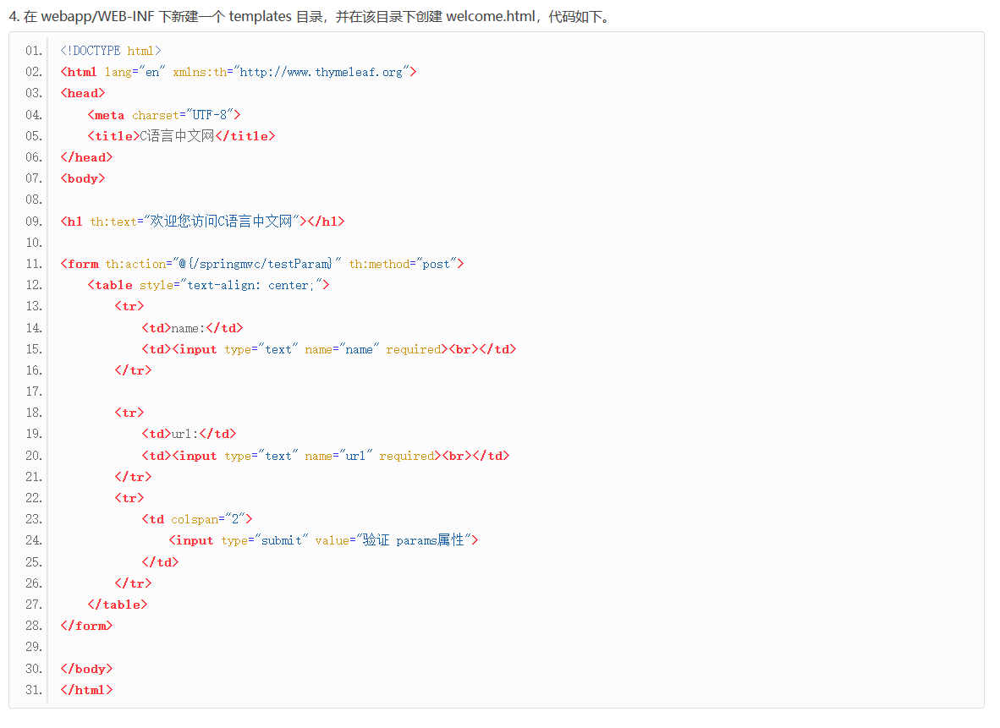 4. 在 webapp/WEB-INF 下新建一个 templates 目录，并在该目录下创建 welcome.html，代码如下。
01. <!DOCTYPE html>
02. <html lang="en" xmlns:th="http://www.thymeleaf.org">
03. <head>
04.     <meta charset="UTF-8">
05.     <title>C语言中文网</title>
06. </head>
07. <body>
08.
09. <h1 th:text="欢迎您访问C语言中文网"></h1>
10.
11. <form th:action="@{/springmvc/testParam}" th:method="post">
12.     <table style="text-align: center;">
13.         <tr>
14.             <td>name:</td>
15.             <td><input type="text" name="name" required><br></td>
16.         </tr>
17.
18.         <tr>
19.             <td>url:</td>
20.             <td><input type="text" name="url" required><br></td>
21.         </tr>
22.         <tr>
23.             <td colspan="2">
24.                 <input type="submit" value="验证 params属性">
25.             </td>
26.         </tr>
27.     </table>
28. </form>
29.
30. </body>
31. </html>